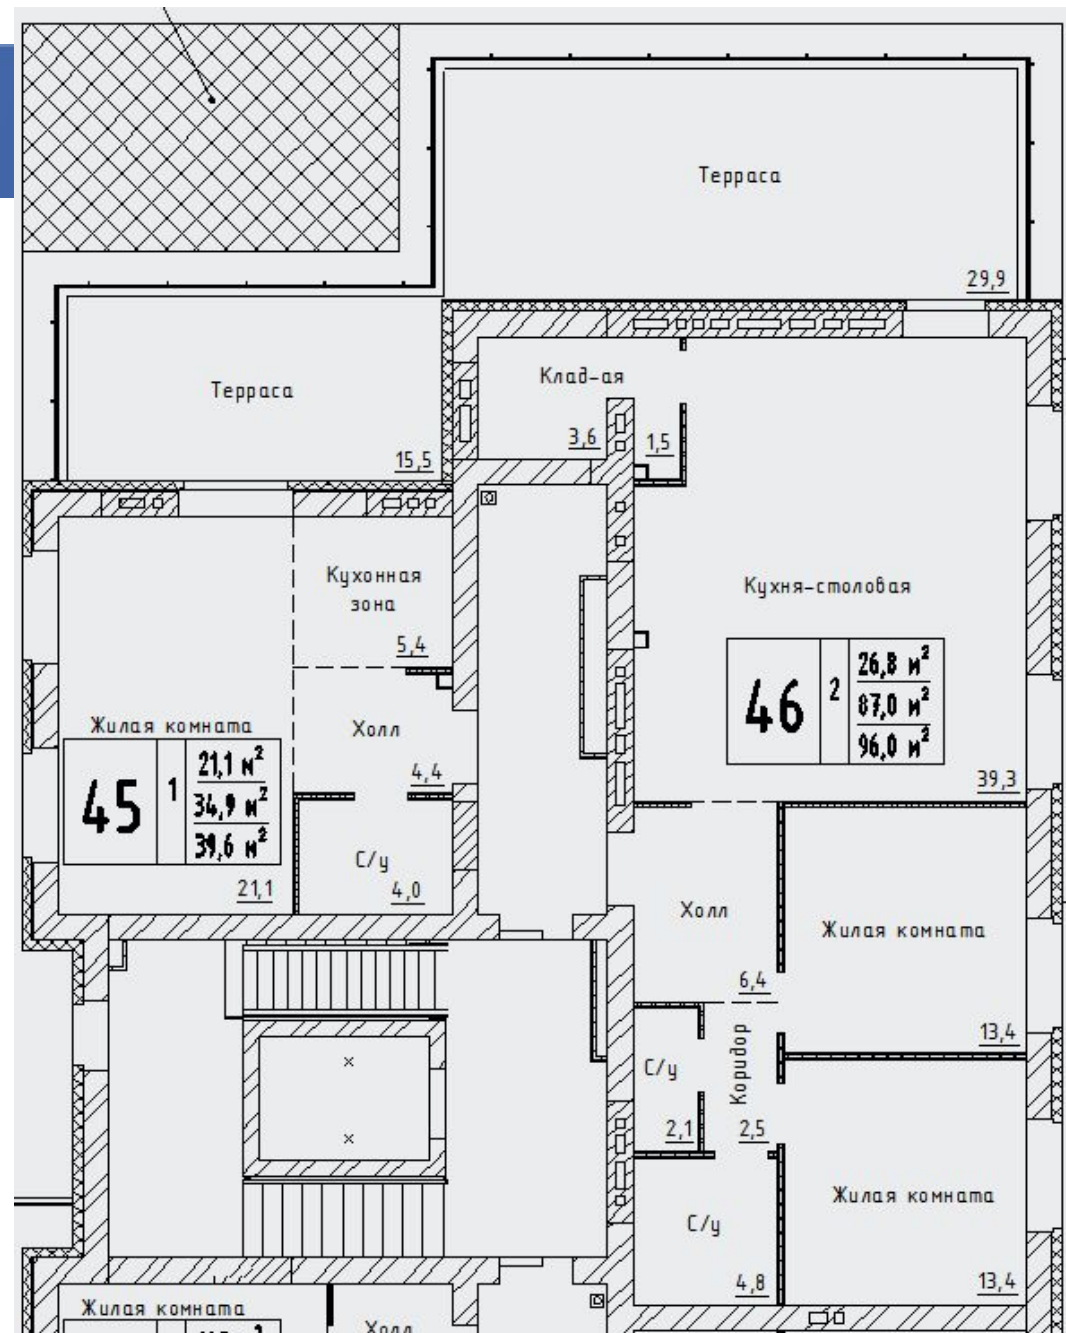 Терраса
29,9
Терраса
15,5
Клад-ая
3,6
1,5
Кухонная
зона
5,4
Кухня-столовая
46
2
26,8 м²
87,0 м²
96,0 м²
39,3
Жилая комната
45
1
21,1 м²
34,9 м²
39,6 м²
21,1
Холл
4,4
С/у
4,0
Холл
6,4
Жилая комната
13,4
С/у
2,1
Коридор
2,5
Жилая комната
13,4
С/у
4,8
Жилая комната
Холл